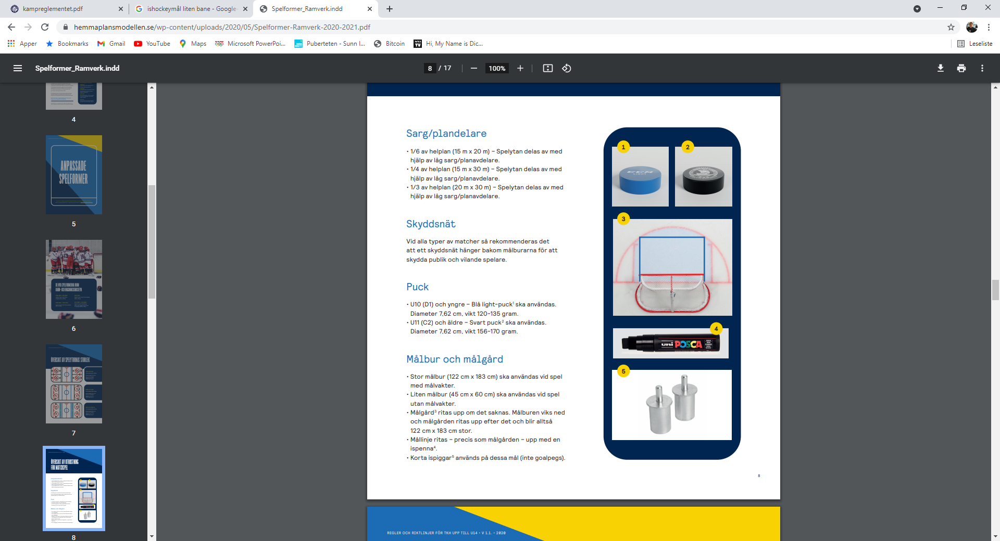 kampreglementet.pdf
ishockeymål liten bane - Google-
Spelformer_Ramverk.indd
hemmaplansmodellen.se/wp-content/uploads/2020/05/Spelformer-Ramverk-2020-2021.pdf
Apper
Bookmarks
Gmail
YouTube
Maps
Microsoft PowerPoi...
Puberteten - Sunn I...
Bitcoin
Hi, My Name is Dic...
Leseliste
Spelformer_Ramverk.indd
8 / 17
100%
4
ANPASSADE
SPELFORMER
5
6
ÖVERSIKT AV SPELYTORNAS STORLEK
7
ÖVERSIKT AV UTRUSTNING
FÖR MATCHSPEL
8
Sarg/plandelare
• 1/6 av helplan (15 m x 20 m) – Spelytan delas av med
hjälp av låg sarg/planavdelare.
• 1/4 av helplan (15 m x 30 m) – Spelytan delas av med
hjälp av låg sarg/planavdelare.
• 1/3 av helplan (20 m x 30 m) – Spelytan delas av med
hjälp av låg sarg/planavdelare.
Skyddsnät
Vid alla typer av matcher så rekommenderas det
att ett skyddsnät hänger bakom målburarna för att
skydda publik och vilande spelare.
Puck
• U10 (D1) och yngre – Blå light-puck¹ ska användas.
Diameter 7,62 cm, vikt 120-135 gram.
• U11 (C2) och äldre – Svart puck² ska användas.
Diameter 7,62 cm, vikt 156-170 gram.
Målbur och målgård
• Stor målbur (122 cm x 183 cm) ska användas vid spel
med målvakter.
• Liten målbur (45 cm x 60 cm) ska användas vid spel
utan målvakter.
• Målgård³ ritas upp om det saknas. Målburen viks ned
och målgården ritas upp efter det och blir alltså
122 cm x 183 cm stor.
• Mållinje ritas – precis som målgården – upp med en
ispenna⁴.
• Korta ispiggar⁵ används på dessa mål (inte goalpegs).
1
2
CCM
LIGHT
3
4
uni POSCA
5
8
REGLER OCH RIKTLINJER FÖR TKH UPP TILL U14 • V 1.1. • 2020